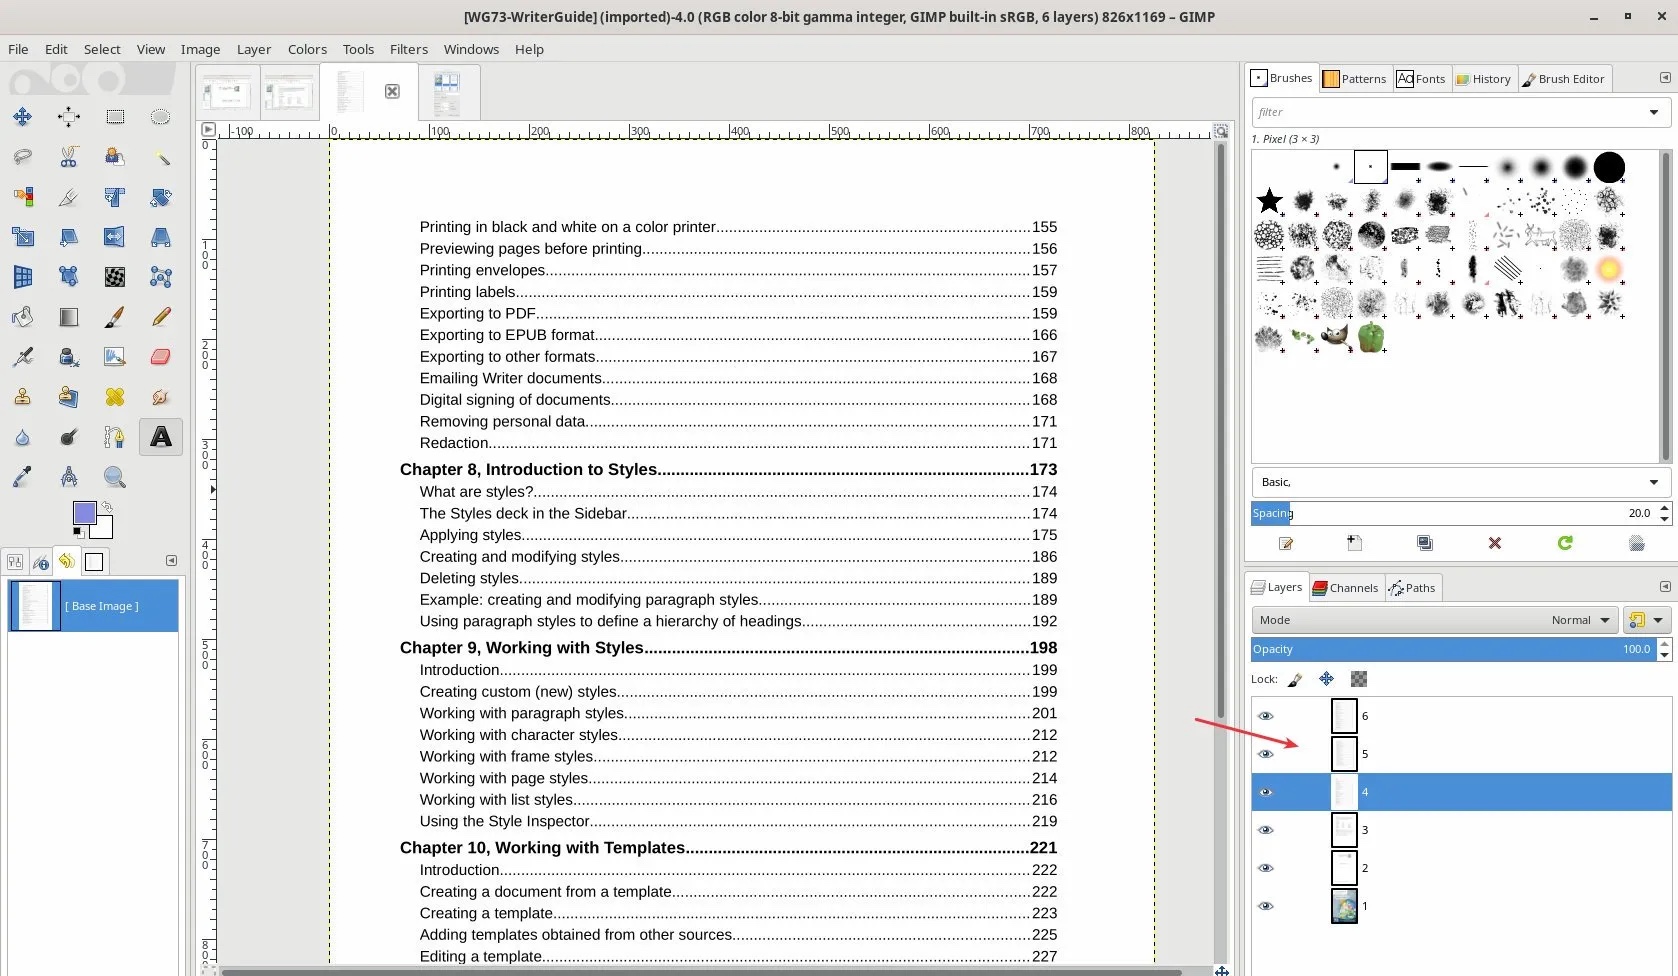 [WG73-WriterGuide] (imported)-4.0 (RGB color 8-bit gamma integer, GIMP built-in sRGB, 6 layers) 826x1169 – GIMP
File Edit Select View Image Layer Colors Tools Filters Windows Help
Brushes Patterns Fonts History Brush Editor
filter
1. Pixel (3 × 3)
-100 0 100 200 300 400 500 600 700 800
0
100
200
300
400
500
600
700
8
Printing in black and white on a color printer....155
Previewing pages before printing....156
Printing envelopes....157
Printing labels....159
Exporting to PDF....159
Exporting to EPUB format....166
Exporting to other formats....167
Emailing Writer documents....168
Digital signing of documents....168
Removing personal data....171
Redaction....171
Chapter 8, Introduction to Styles....173
What are styles?....174
The Styles deck in the Sidebar....174
Applying styles....175
Creating and modifying styles....186
Deleting styles....189
Example: creating and modifying paragraph styles....189
Using paragraph styles to define a hierarchy of headings....192
Chapter 9, Working with Styles....198
Introduction....199
Creating custom (new) styles....199
Working with paragraph styles....201
Working with character styles....212
Working with frame styles....212
Working with page styles....214
Working with list styles....216
Using the Style Inspector....219
Chapter 10, Working with Templates....221
Introduction....222
Creating a document from a template....222
Creating a template....223
Adding templates obtained from other sources....225
Editing a template....227
[ Base Image ]
Basic,
Spacing 20.0
Layers Channels Paths
Mode Normal
Opacity 100.0
Lock:
6
5
4
3
2
1